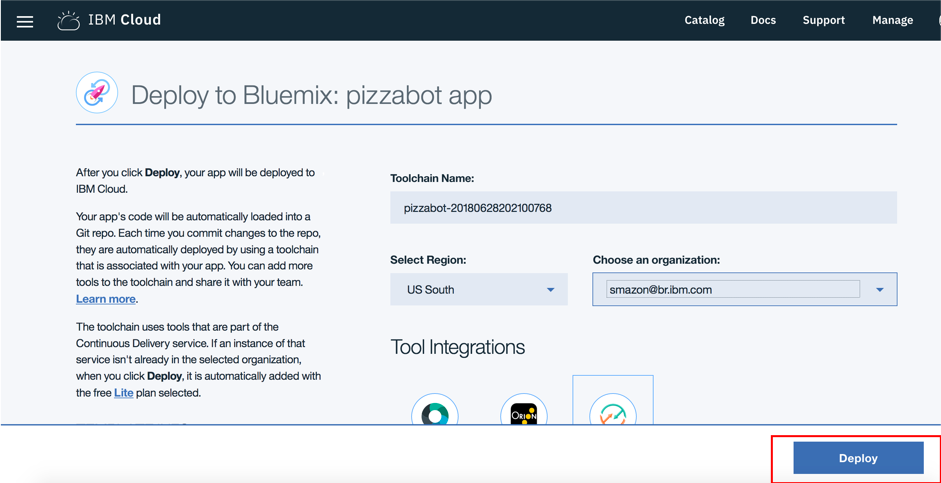 IBM Cloud
Catalog Docs Support Manage
Deploy to Bluemix: pizzabot app
After you click Deploy, your app will be deployed to
IBM Cloud.
Your app's code will be automatically loaded into a
Git repo. Each time you commit changes to the repo,
they are automatically deployed by using a toolchain
that is associated with your app. You can add more
tools to the toolchain and share it with your team.
Learn more.
The toolchain uses tools that are part of the
Continuous Delivery service. If an instance of that
service isn't already in the selected organization,
when you click Deploy, it is automatically added with
the free Lite plan selected.
Toolchain Name:
pizzabot-20180628202100768
Select Region:
US South
Choose an organization:
smazon@br.ibm.com
Tool Integrations
ORION
Deploy